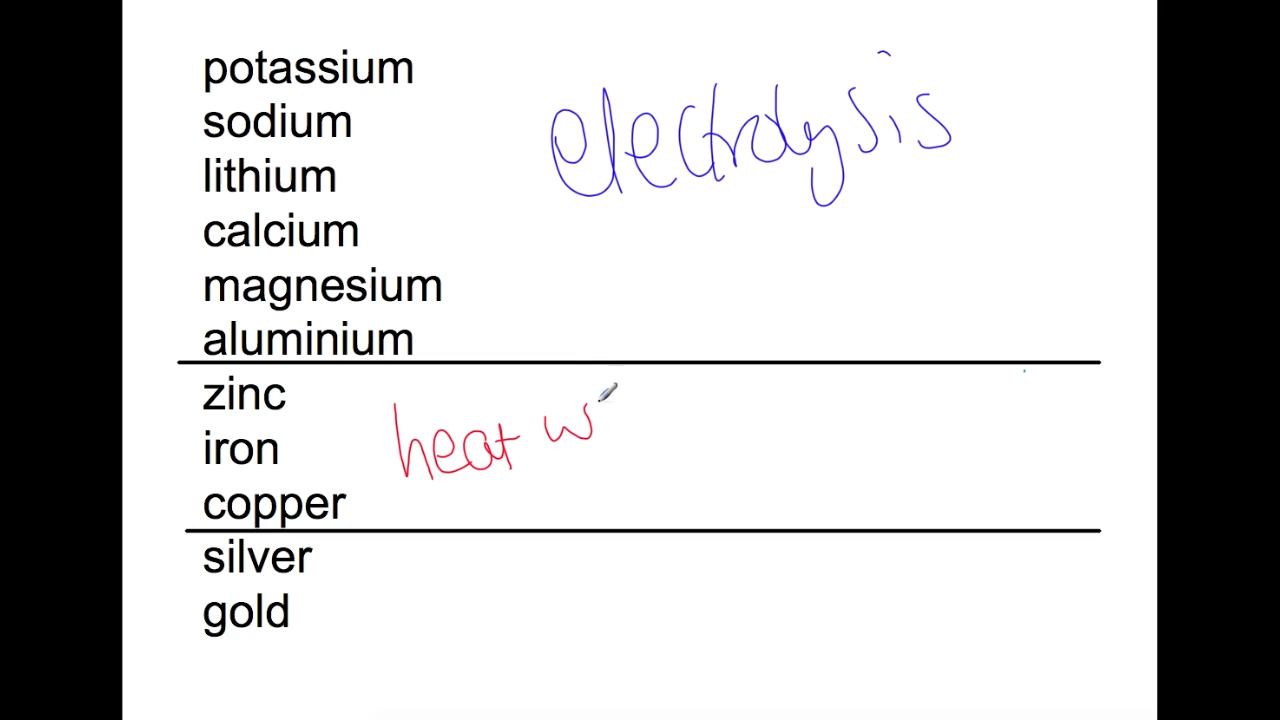 potassium
electrolysis
sodium
lithium
calcium
magnesium
aluminium
zinc
heat w
iron
copper
silver
gold